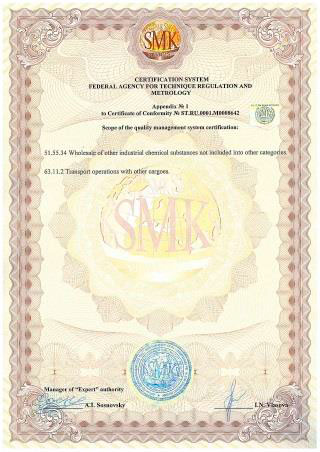 SMK
CERTIFICATION SYSTEM
FEDERAL AGENCY FOR TECHNIQUE REGULATION AND
METROLOGY
Appendix № 1
to Certificate of Conformity № ST.RU.0001.M0008642
Scope of the quality management system certification:
51.55.34 Wholesale of other industrial chemical substances not included into other categories.
63.11.2 Transport operations with other cargoes.
SMK
Manager of "Expert" authority
A.I. Sosnovsky
I.N.